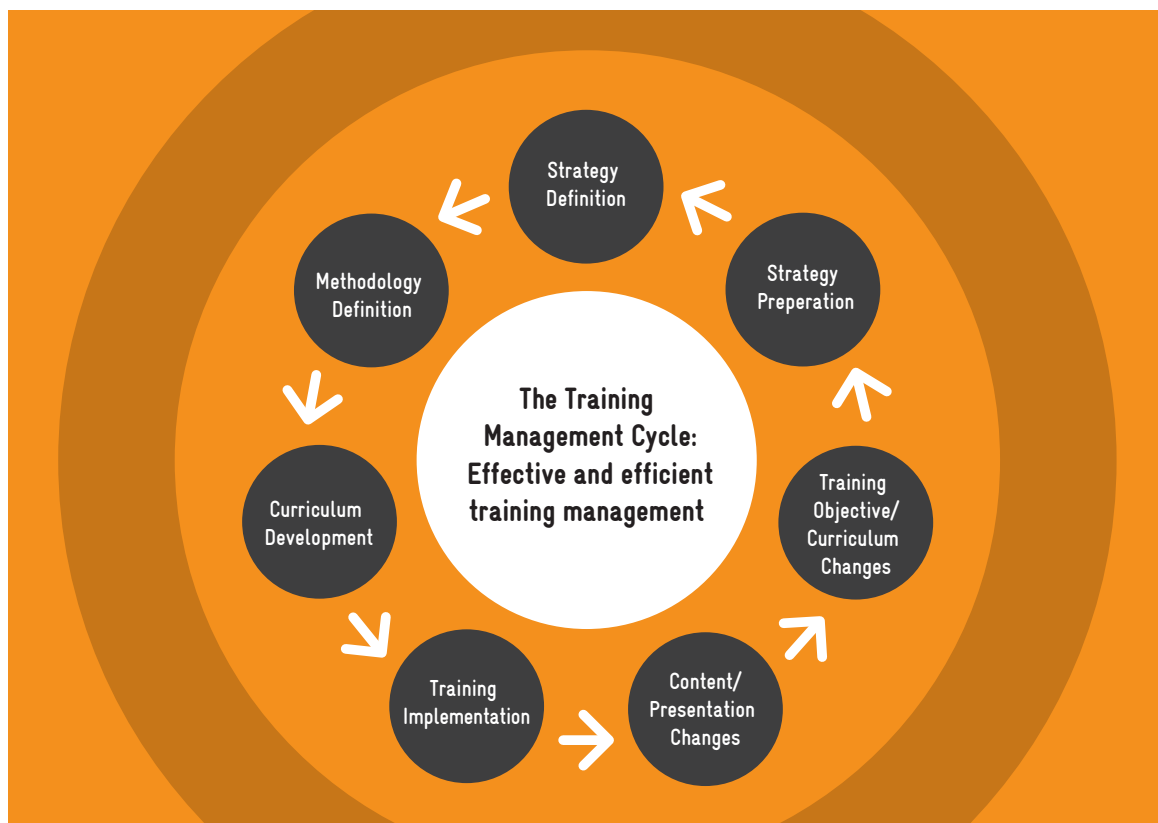 The Training
Management Cycle:
Effective and efficient
training management
Strategy
Definition
Methodology
Definition
Curriculum
Development
Training
Implementation
Content/
Presentation
Changes
Training
Objective/
Curriculum
Changes
Strategy
Preperation